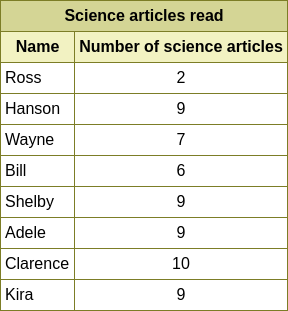 Science articles read
Name Number of science articles
Ross 2
Hanson 9
Wayne 7
Bill 6
Shelby 9
Adele 9
Clarence 10
Kira 9